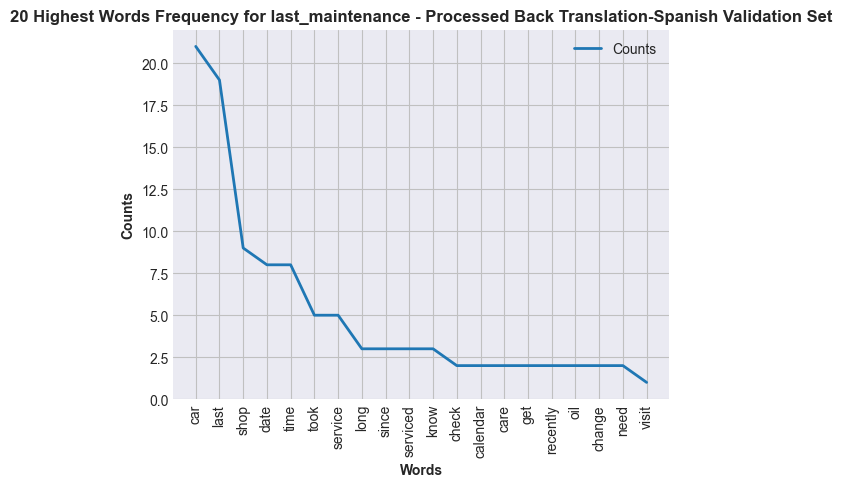 20 Highest Words Frequency for last_maintenance - Processed Back Translation-Spanish Validation Set
Counts
20.0
17.5
15.0
12.5
10.0
7.5
5.0
2.5
0.0
Counts
car
last
shop
date
time
took
service
long
since
serviced
know
check
calendar
care
get
recently
oil
change
need
visit
Words